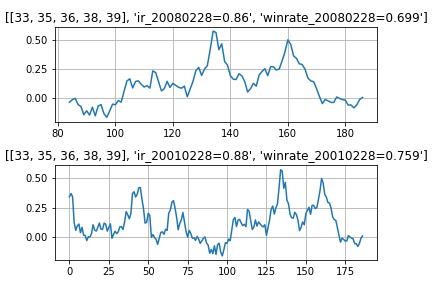 [[33, 35, 36, 38, 39], 'ir_20080228=0.86', 'winrate_20080228=0.699']
0.50
0.25
0.00
80 100 120 140 160 180
[[33, 35, 36, 38, 39], 'ir_20010228=0.88', 'winrate_20010228=0.759']
0.50
0.25
0.00
0 25 50 75 100 125 150 175